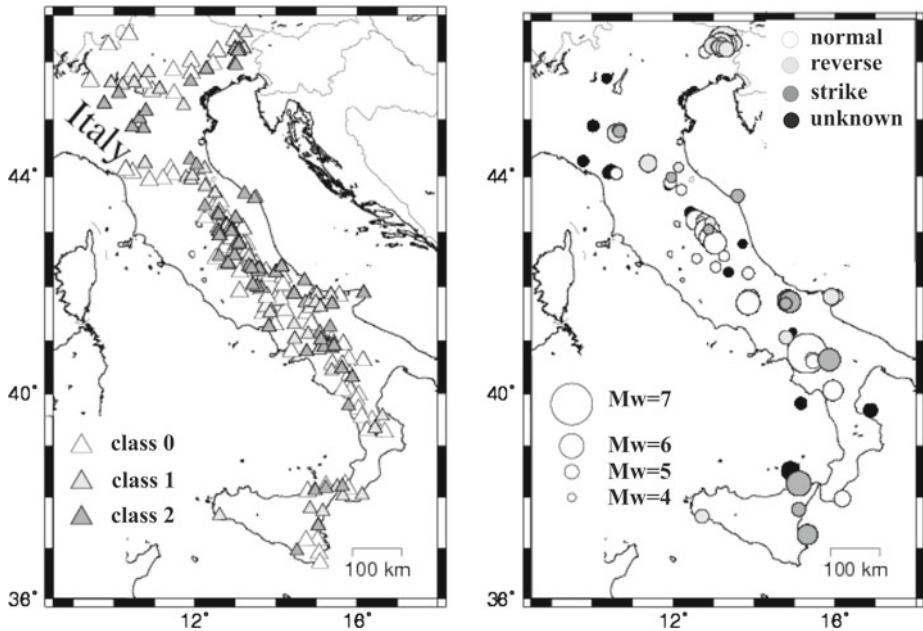 Italy
44°
40°
36°
12°
16°
class 0
class 1
class 2
100 km
normal
reverse
strike
unknown
44°
40°
36°
12°
16°
Mw=7
Mw=6
Mw=5
Mw=4
100 km